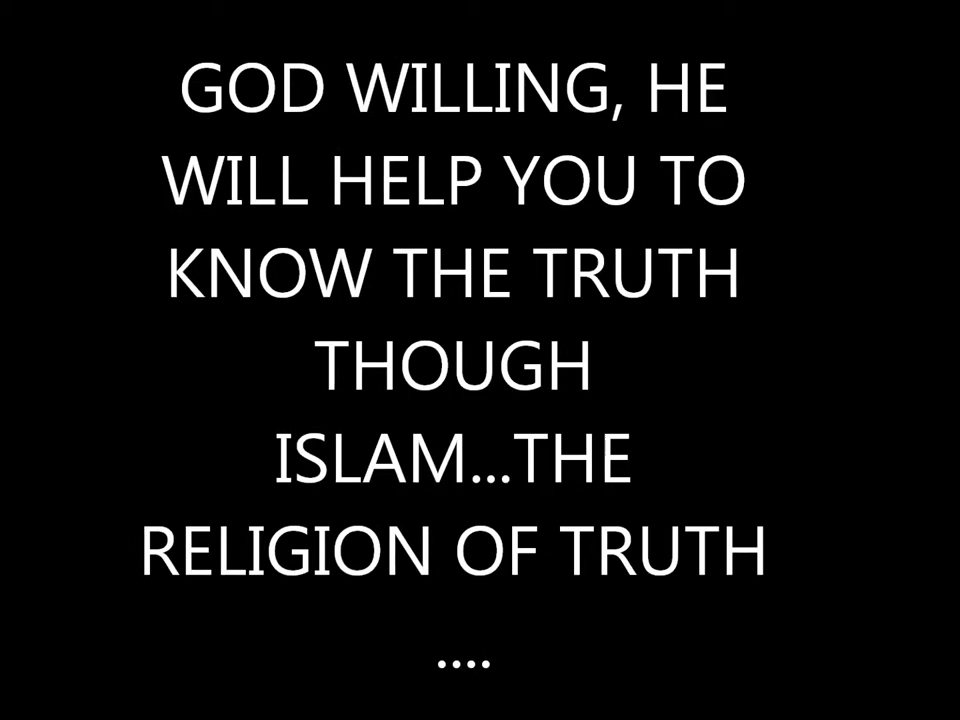 GOD WILLING, HE
WILL HELP YOU TO
KNOW THE TRUTH
THOUGH
ISLAM...THE
RELIGION OF TRUTH
....